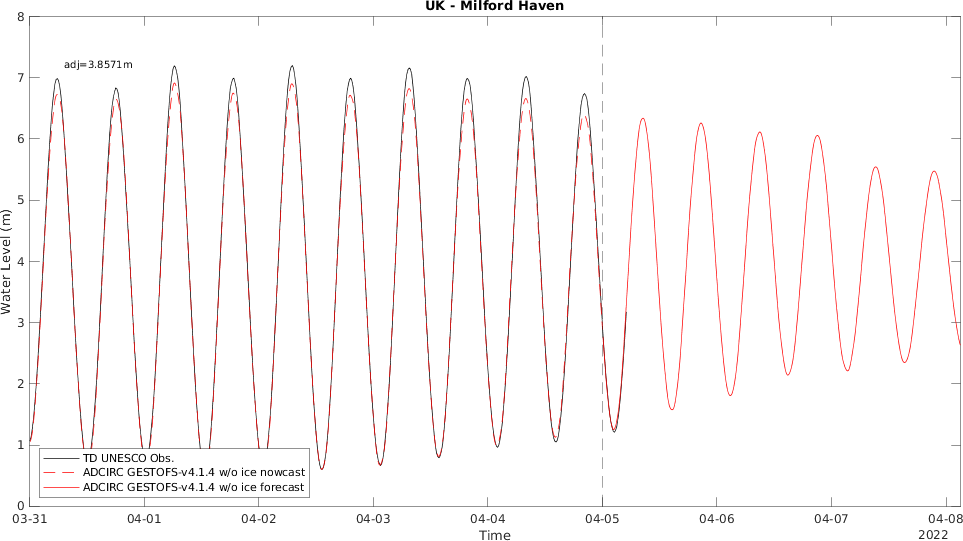 UK - Milford Haven
8
adj=3.8571m
7
6
5
4
3
2
1
0
Water Level (m)
TD UNESCO Obs.
ADCIRC GESTOFS-v4.1.4 w/o ice nowcast
ADCIRC GESTOFS-v4.1.4 w/o ice forecast
03-31 04-01 04-02 04-03 04-04 04-05 04-06 04-07 04-08
Time 2022